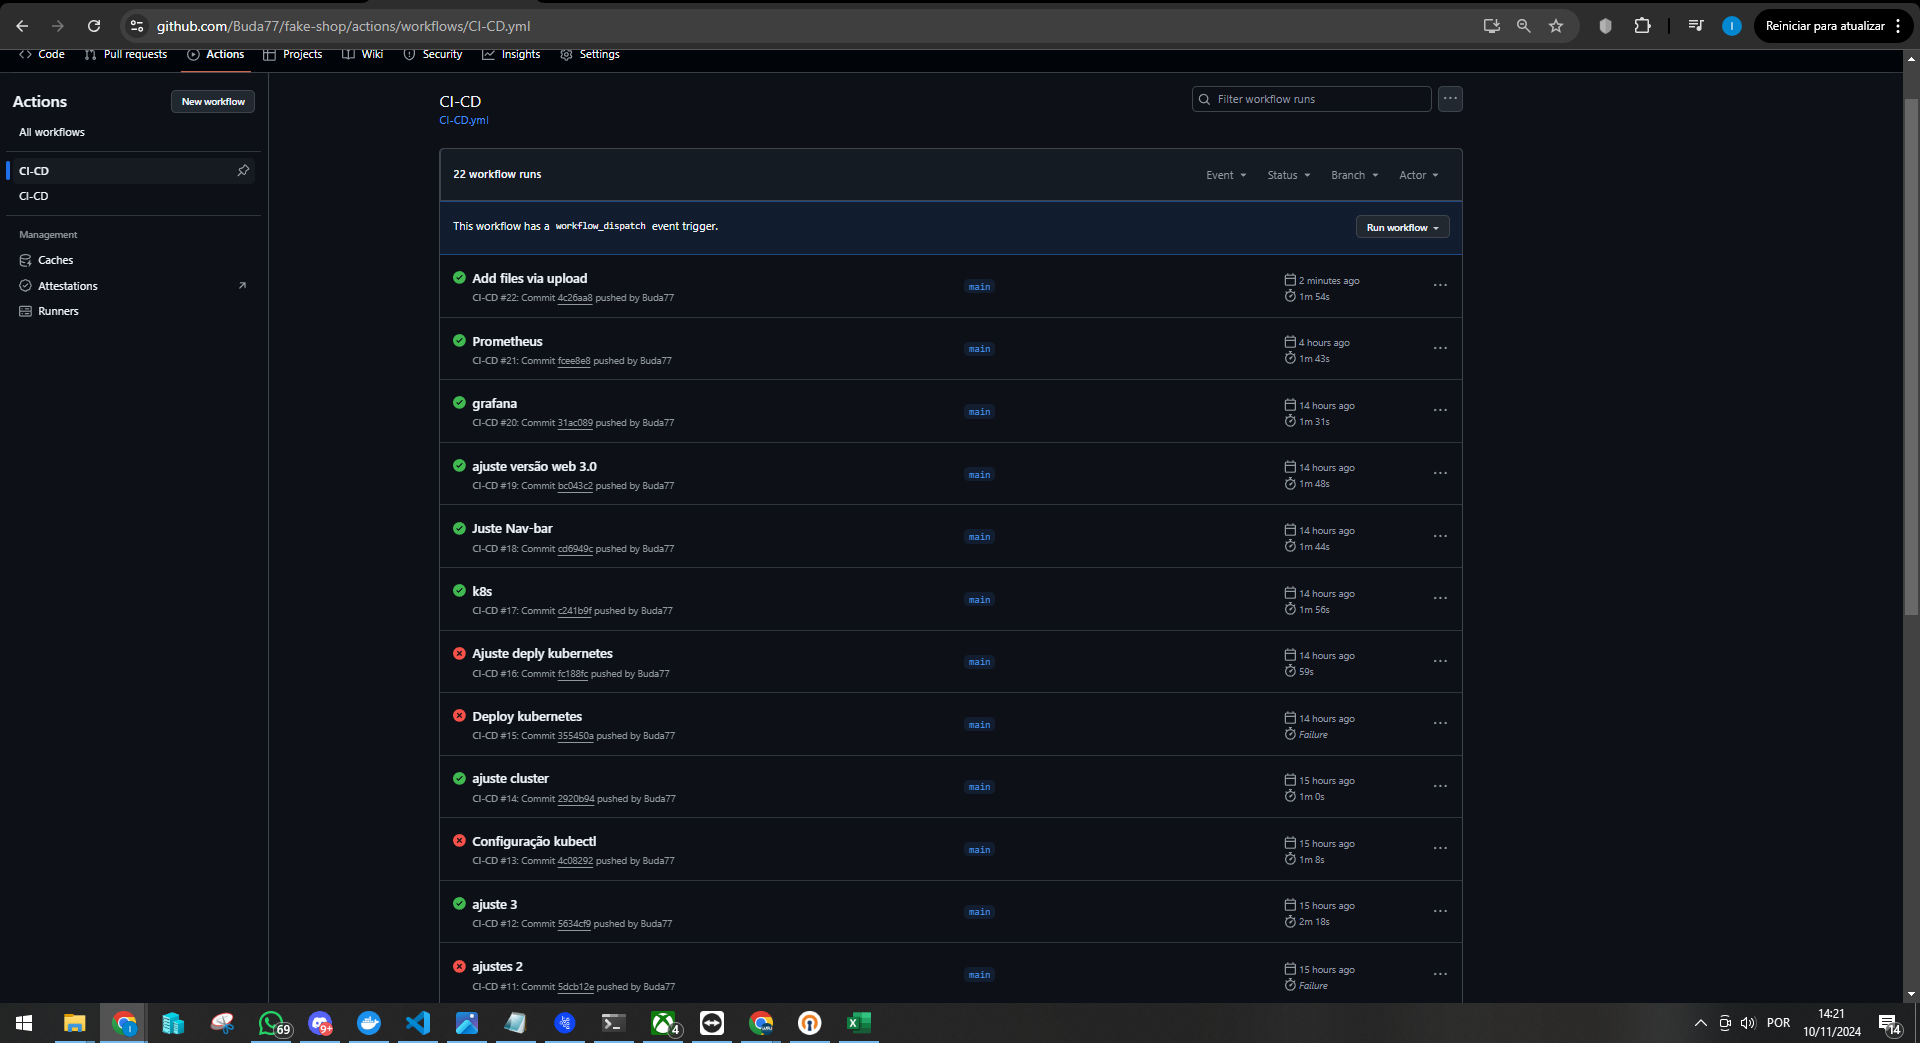 github.com/Buda77/fake-shop/actions/workflows/CI-CD.yml
Reiniciar para atualizar
Code Pull requests Actions Projects Wiki Security Insights Settings
Actions
New workflow
All workflows
CI-CD
CI-CD
Management
Caches
Attestations
Runners
CI-CD
CI-CD.yml
Filter workflow runs
22 workflow runs
Event Status Branch Actor
This workflow has a workflow_dispatch event trigger.
Run workflow
Add files via upload
CI-CD #22: Commit 4c26aa8 pushed by Buda77
main
2 minutes ago
1m 54s
Prometheus
CI-CD #21: Commit fcee8e8 pushed by Buda77
main
4 hours ago
1m 43s
grafana
CI-CD #20: Commit 31ac089 pushed by Buda77
main
14 hours ago
1m 31s
ajuste versão web 3.0
CI-CD #19: Commit bc043c2 pushed by Buda77
main
14 hours ago
1m 48s
Juste Nav-bar
CI-CD #18: Commit cd6949c pushed by Buda77
main
14 hours ago
1m 44s
k8s
CI-CD #17: Commit c241b9f pushed by Buda77
main
14 hours ago
1m 56s
Ajuste deply kubernetes
CI-CD #16: Commit fc188fc pushed by Buda77
main
14 hours ago
59s
Deploy kubernetes
CI-CD #15: Commit 355450a pushed by Buda77
main
14 hours ago
Failure
ajuste cluster
CI-CD #14: Commit 2920b94 pushed by Buda77
main
15 hours ago
1m 0s
Configuração kubectl
CI-CD #13: Commit 4c08292 pushed by Buda77
main
15 hours ago
1m 8s
ajuste 3
CI-CD #12: Commit 5634cf9 pushed by Buda77
main
15 hours ago
2m 18s
ajustes 2
CI-CD #11: Commit 5dcb12e pushed by Buda77
main
15 hours ago
Failure
69
9+
4
POR
14:21
10/11/2024
14